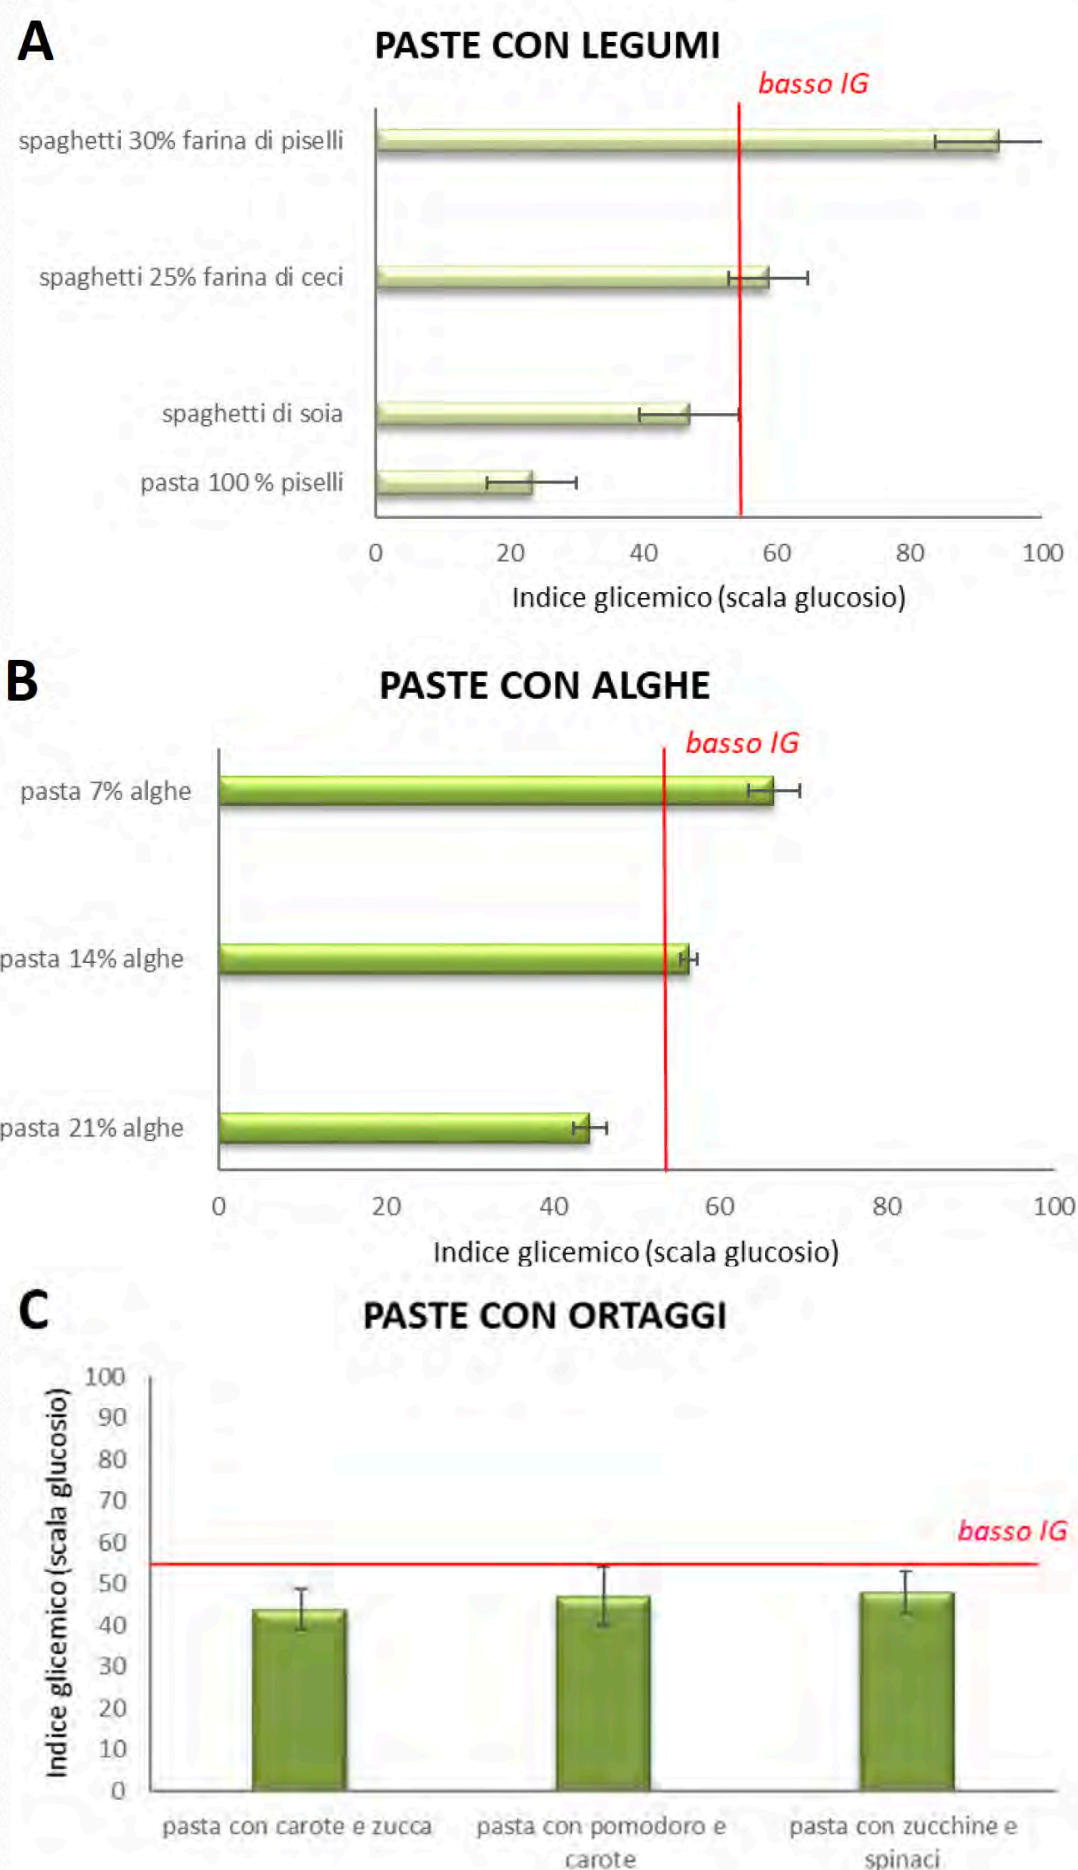 A
PASTE CON LEGUMI
basso IG
spaghetti 30% farina di piselli
spaghetti 25% farina di ceci
spaghetti di soia
pasta 100 % piselli
0 20 40 60 80 100
Indice glicemico (scala glucosio)
B
PASTE CON ALGHE
basso IG
pasta 7% alghe
pasta 14% alghe
pasta 21% alghe
0 20 40 60 80 100
Indice glicemico (scala glucosio)
C
PASTE CON ORTAGGI
Indice glicemico (scala glucosio)
100
90
80
70
60
50
40
30
20
10
0
basso IG
pasta con carote e zucca
pasta con pomodoro e
carote
pasta con zucchine e
spinaci